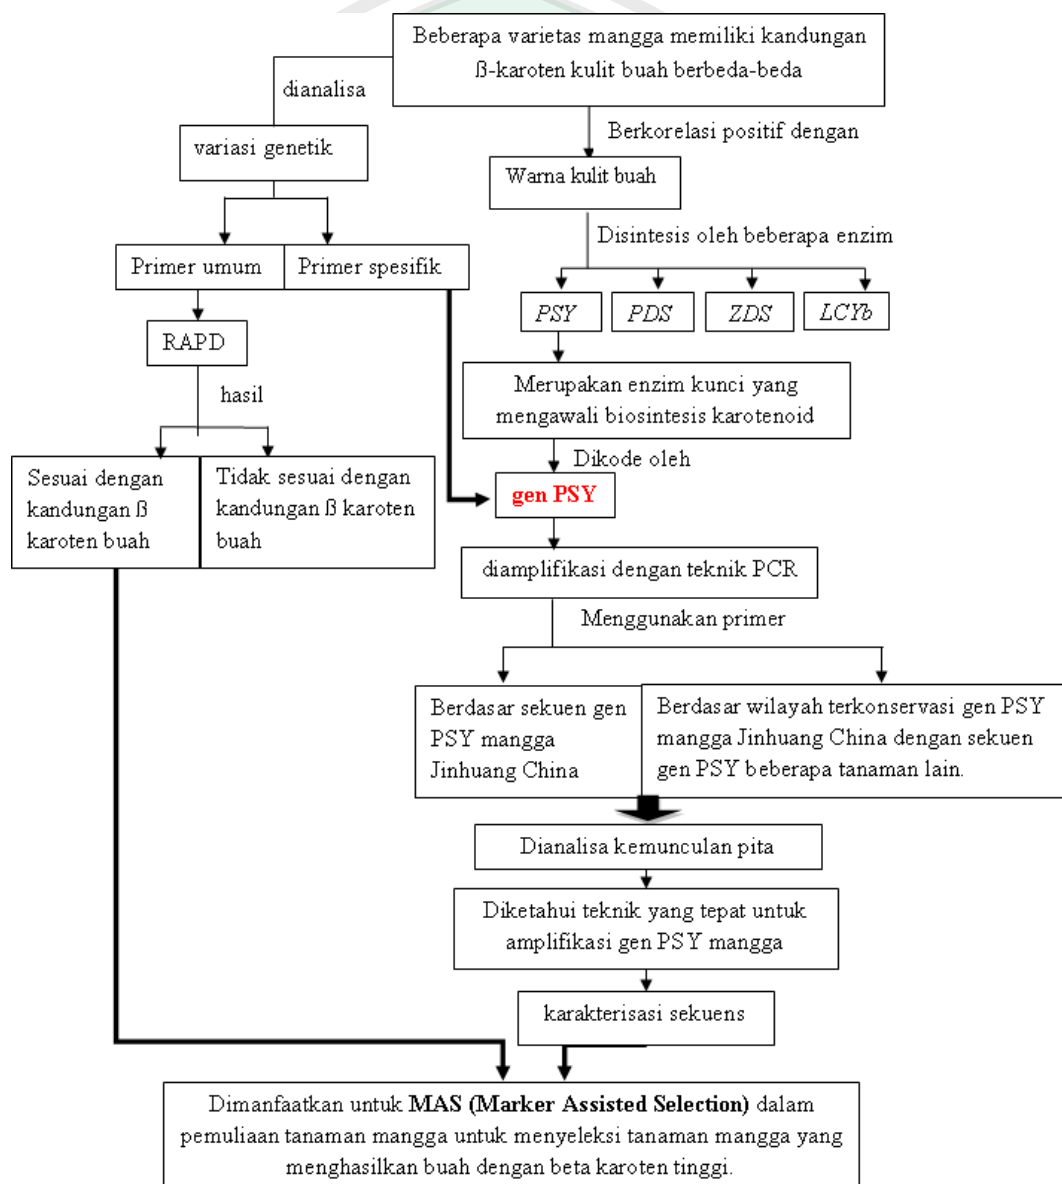 Beberapa varietas mangga memiliki kandungan
ß-karoten kulit buah berbeda-beda
dianalisa
Berkorelasi positif dengan
variasi genetik
Warna kulit buah
Disintesis oleh beberapa enzim
Primer umum
Primer spesifik
PSY
PDS
ZDS
LCYb
RAPD
hasil
Merupakan enzim kunci yang
mengawali biosintesis karotenoid
Dikode oleh
Sesuai dengan
kandungan ß
karoten buah
Tidak sesuai dengan
kandungan ß karoten
buah
gen PSY
diamplifikasi dengan teknik PCR
Menggunakan primer
Berdasar sekuen gen
PSY mangga
Jinhuang China
Berdasar wilayah terkonservasi gen PSY
mangga Jinhuang China dengan sekuen
gen PSY beberapa tanaman lain.
Dianalisa kemunculan pita
Diketahui teknik yang tepat untuk
amplifikasi gen PSY mangga
karakterisasi sekuens
Dimanfaatkan untuk MAS (Marker Assisted Selection) dalam
pemuliaan tanaman mangga untuk menyeleksi tanaman mangga yang
menghasilkan buah dengan beta karoten tinggi.